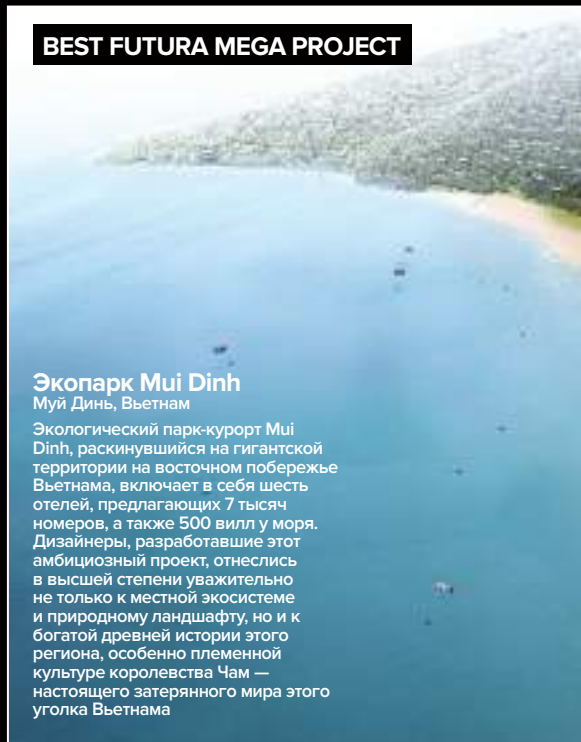 BEST FUTURA MEGA PROJECT
Экопарк Mui Dinh
Муй Динь, Вьетнам
Экологический парк-курорт Mui
Dinh, раскинувшийся на гигантской
территории на восточном побережье
Вьетнама, включает в себя шесть
отелей, предлагающих 7 тысяч
номеров, а также 500 вилл у моря.
Дизайнеры, разработавшие этот
амбициозный проект, отнеслись
в высшей степени уважительно
не только к местной экосистеме
и природному ландшафту, но и к
богатой древней истории этого
региона, особенно племенной
культуре королевства Чам —
настоящего затерянного мира этого
уголка Вьетнама